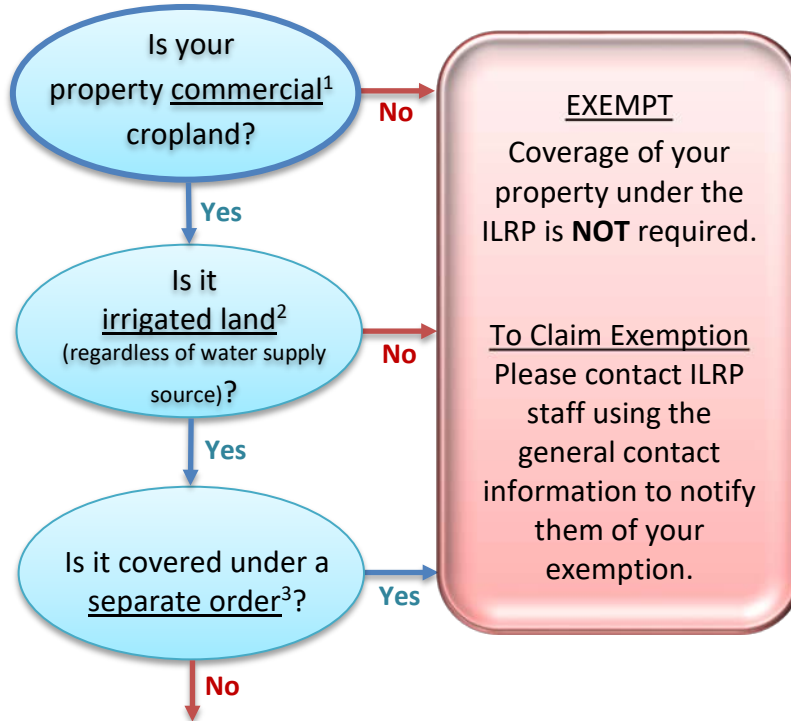 Is your
property commercial¹
cropland?
No
Yes
Is it
irrigated land²
(regardless of water supply
source)?
No
Yes
Is it covered under a
separate order³?
Yes
No
EXEMPT
Coverage of your
property under the
ILRP is NOT required.
To Claim Exemption
Please contact ILRP
staff using the
general contact
information to notify
them of your
exemption.